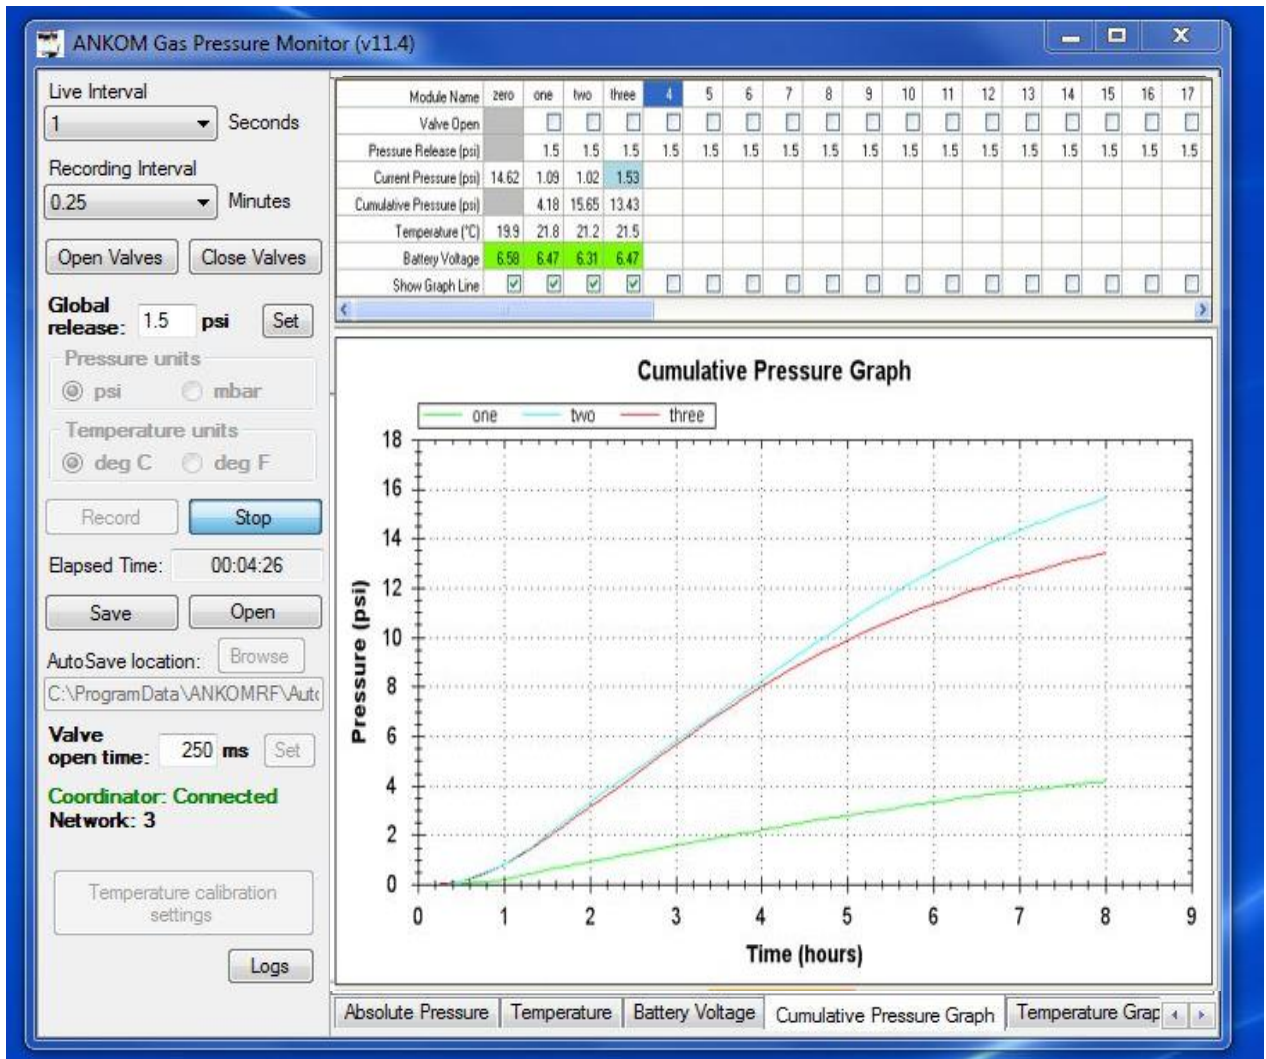 ANKOM Gas Pressure Monitor (v11.4)
Live Interval
1 Seconds
Recording Interval
0.25 Minutes
Open Valves Close Valves
Global
release: 1.5 psi Set
Pressure units
psi mbar
Temperature units
deg C deg F
Record Stop
Elapsed Time: 00:04:26
Save Open
AutoSave location: Browse
C:\ProgramData\ANKOMRF\Auto
Valve
open time: 250 ms Set
Coordinator: Connected
Network: 3
Temperature calibration
settings
Logs
Module Name zero one two three 4 5 6 7 8 9 10 11 12 13 14 15 16 17
Valve Open
Pressure Release (psi) 1.5 1.5 1.5 1.5 1.5 1.5 1.5 1.5 1.5 1.5 1.5 1.5 1.5 1.5 1.5 1.5 1.5
Current Pressure (psi) 14.62 1.09 1.02 1.53
Cumulative Pressure (psi) 4.18 15.65 13.43
Temperature (°C) 19.9 21.8 21.2 21.5
Battery Voltage 6.58 6.47 6.31 6.47
Show Graph Line
Cumulative Pressure Graph
one two three
18
16
14
12
10
8
6
4
2
0
Pressure (psi)
0 1 2 3 4 5 6 7 8 9
Time (hours)
Absolute Pressure Temperature Battery Voltage Cumulative Pressure Graph Temperature Grap